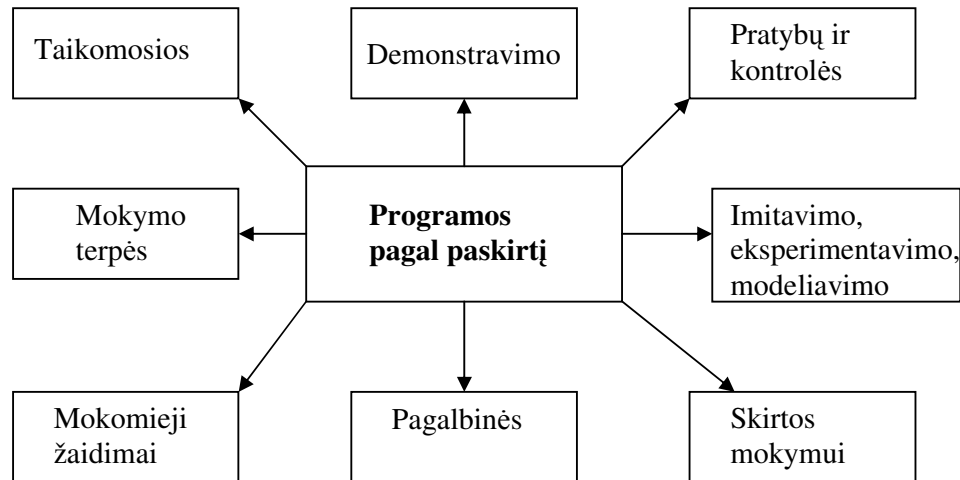 Taikomosios
Demonstravimo
Pratybų ir
kontrolės
Mokymo
terpės
Programos
pagal paskirtį
Imitavimo,
eksperimentavimo,
modeliavimo
Mokomieji
žaidimai
Pagalbinės
Skirtos
mokymui